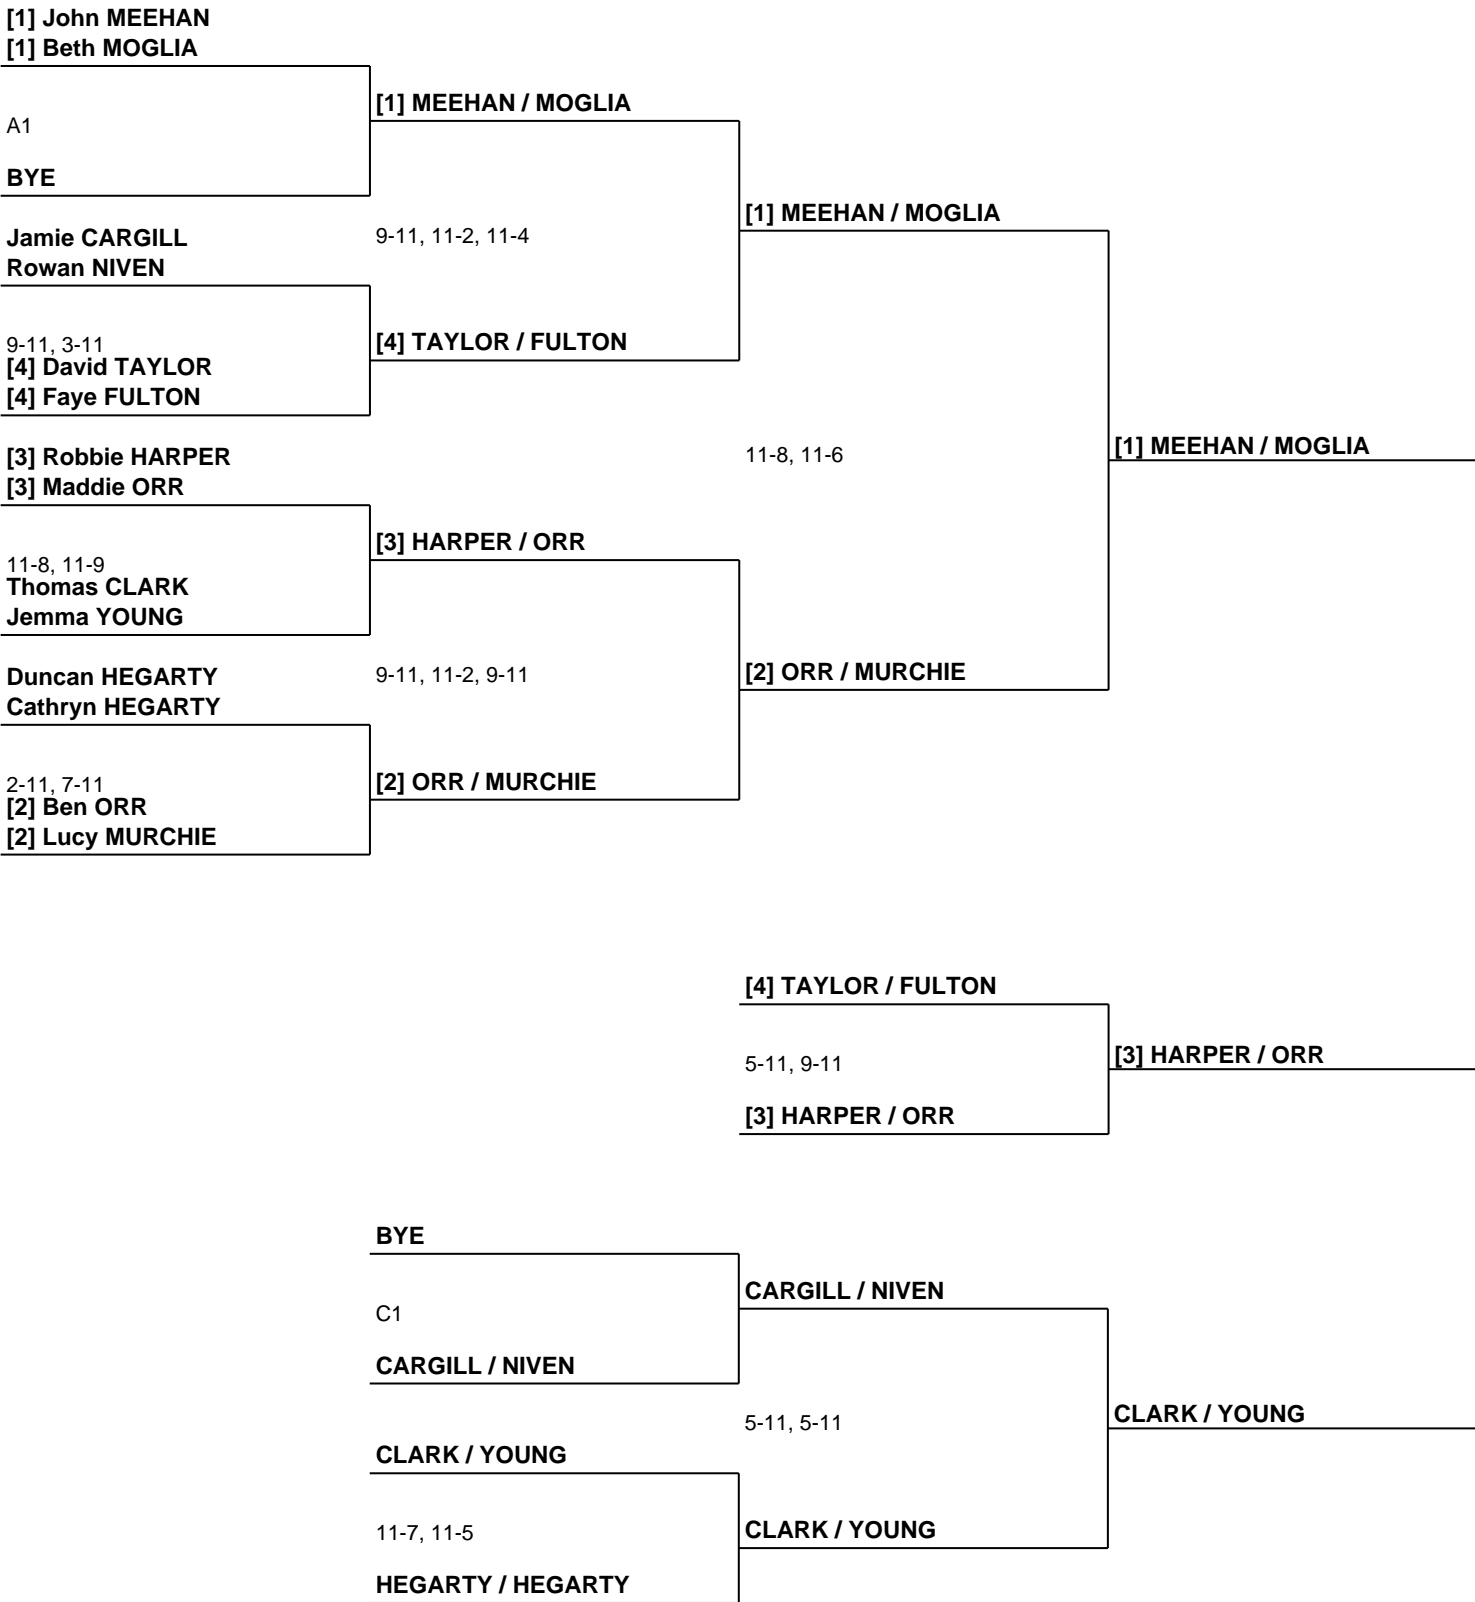 [1] John MEEHAN
[1] Beth MOGLIA
[1] MEEHAN / MOGLIA
A1
BYE
[1] MEEHAN / MOGLIA
Jamie CARGILL
9-11, 11-2, 11-4
Rowan NIVEN
9-11, 3-11
[4] TAYLOR / FULTON
[4] David TAYLOR
[4] Faye FULTON
[3] Robbie HARPER
11-8, 11-6
[1] MEEHAN / MOGLIA
[3] Maddie ORR
[3] HARPER / ORR
11-8, 11-9
Thomas CLARK
Jemma YOUNG
Duncan HEGARTY
9-11, 11-2, 9-11
[2] ORR / MURCHIE
Cathryn HEGARTY
2-11, 7-11
[2] ORR / MURCHIE
[2] Ben ORR
[2] Lucy MURCHIE
[4] TAYLOR / FULTON
5-11, 9-11
[3] HARPER / ORR
[3] HARPER / ORR
BYE
CARGILL / NIVEN
C1
CARGILL / NIVEN
5-11, 5-11
CLARK / YOUNG
CLARK / YOUNG
11-7, 11-5
CLARK / YOUNG
HEGARTY / HEGARTY